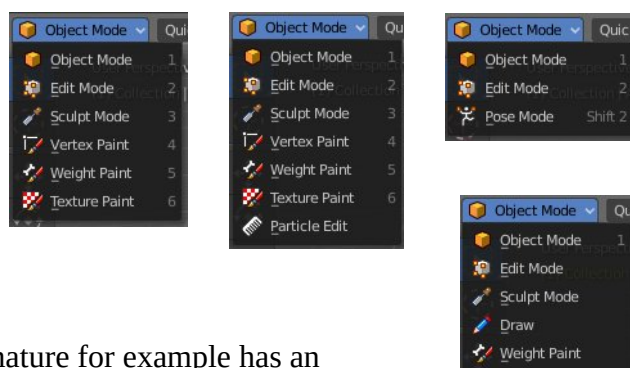 Object Mode Qui
Object Mode 1
Edit Mode 2
Sculpt Mode 3
Vertex Paint 4
Weight Paint 5
Texture Paint 6
Object Mode Qu
Object Mode 1
Edit Mode 2
Sculpt Mode 3
Vertex Paint 4
Weight Paint 5
Texture Paint 6
Particle Edit
Object Mode Quic
Object Mode 1
Edit Mode 2
Pose Mode Shift 2
Object Mode Qu
Object Mode 1
Edit Mode
Sculpt Mode
Draw
Weight Paint
nature for example has an